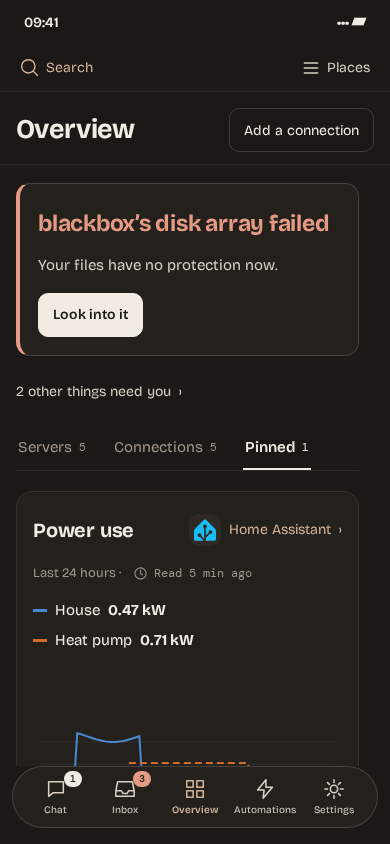 09:41
Search
Places
Overview
Add a connection
blackbox's disk array failed
Your files have no protection now.
Look into it
2 other things need you ›
Servers 5
Connections 5
Pinned 1
Power use
Home Assistant ›
Last 24 hours · Read 5 min ago
House 0.47 kW
Heat pump 0.71 kW
1
3
Chat
Inbox
Overview
Automations
Settings